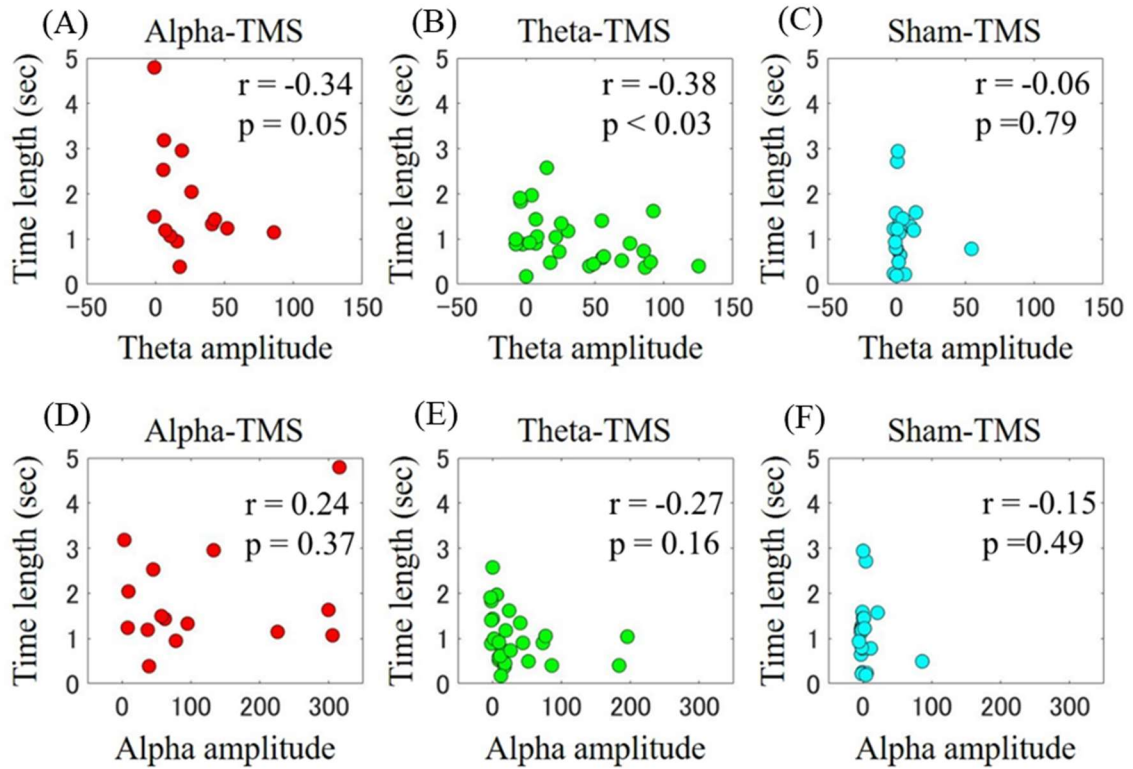 (A)
Alpha-TMS
Time length (sec)
5
4
3
2
1
0
r = -0.34
p = 0.05
-50
0
50
100
150
Theta amplitude
(B)
Theta-TMS
Time length (sec)
5
4
3
2
1
0
r = -0.38
p < 0.03
-50
0
50
100
150
Theta amplitude
(C)
Sham-TMS
Time length (sec)
5
4
3
2
1
0
r = -0.06
p =0.79
-50
0
50
100
150
Theta amplitude
(D)
Alpha-TMS
Time length (sec)
5
4
3
2
1
0
r = 0.24
p = 0.37
0
100
200
300
Alpha amplitude
(E)
Theta-TMS
Time length (sec)
5
4
3
2
1
0
r = -0.27
p = 0.16
0
100
200
300
Alpha amplitude
(F)
Sham-TMS
Time length (sec)
5
4
3
2
1
0
r = -0.15
p =0.49
0
100
200
300
Alpha amplitude